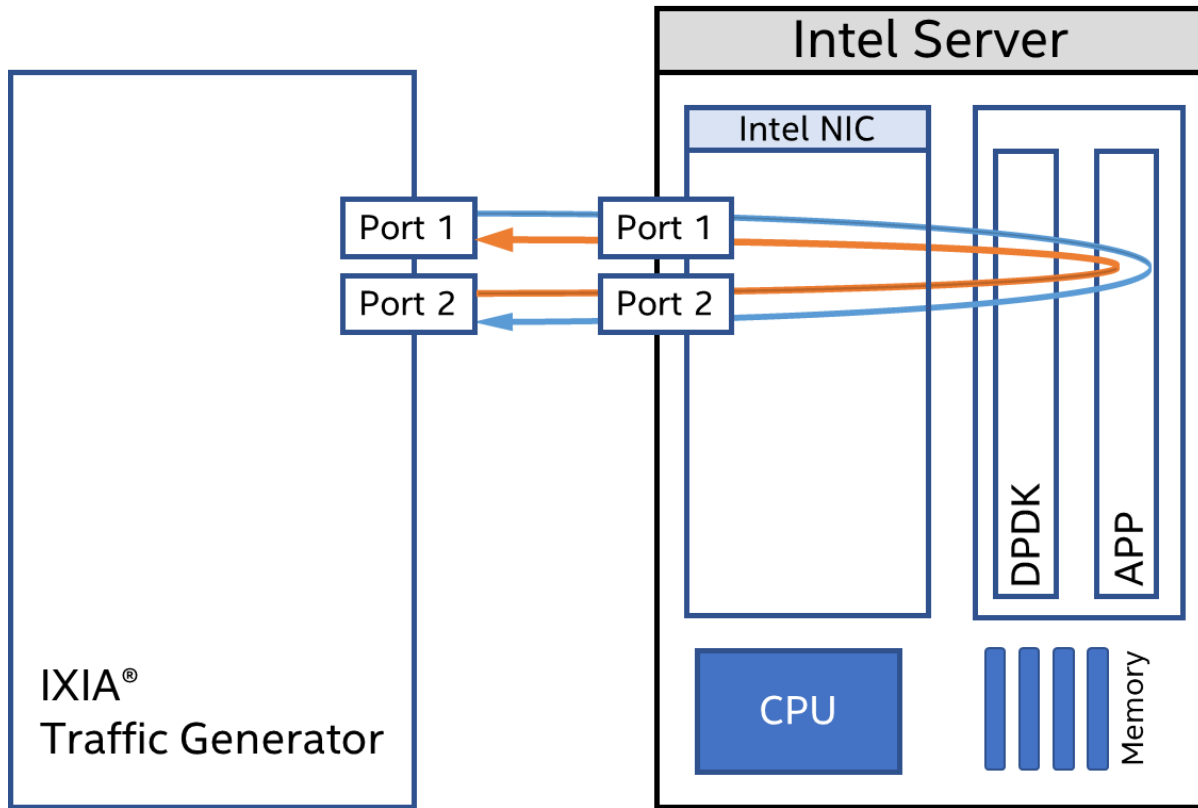 Intel Server
Intel NIC
Port 1
Port 1
Port 2
Port 2
DPDK
APP
IXIA®
Traffic Generator
CPU
Memory